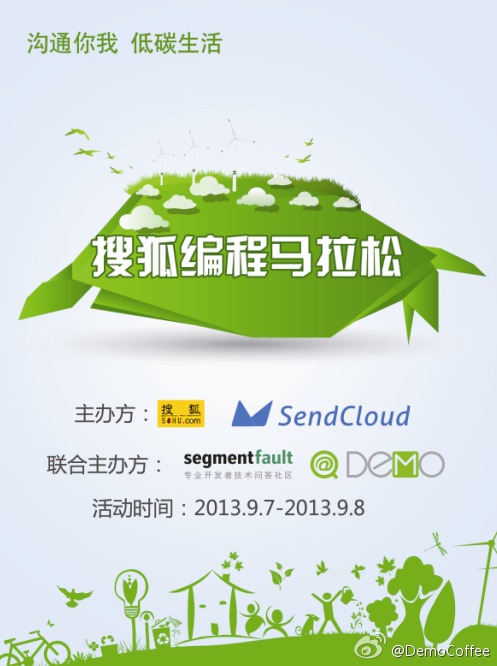 沟通你我 低碳生活
搜狐编程马拉松
主办方： 搜狐 SOHU.com SendCloud
联合主办方： segmentfault 专业开发者技术问答社区 @DEMO
活动时间：2013.9.7-2013.9.8
@DemoCoffee